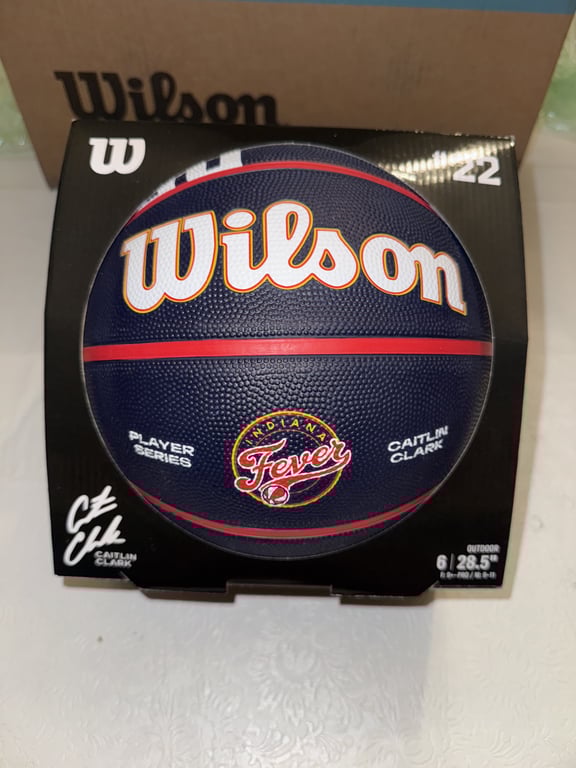 Wilson
W
22
Wilson
PLAYER
SERIES
INDIANA
Fever
CAITLIN
CLARK
CAITLIN
CLARK
OUTDOOR
6 | 28.5"